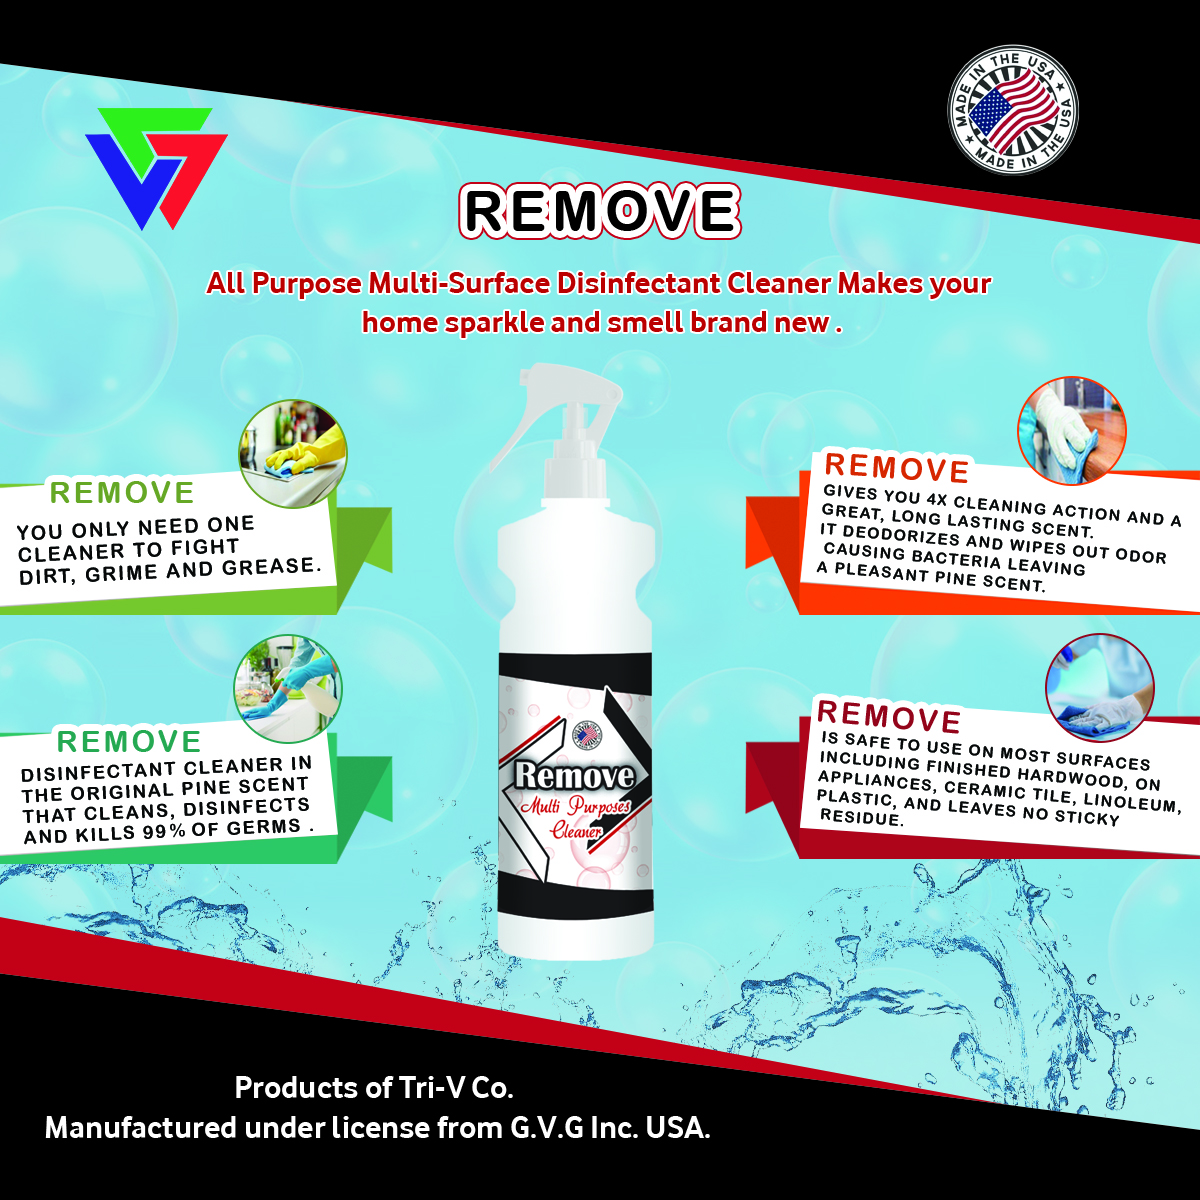 MADE IN THE USA
MADE IN THE USA
REMOVE
All Purpose Multi-Surface Disinfectant Cleaner Makes your
home sparkle and smell brand new .
REMOVE
YOU ONLY NEED ONE
CLEANER TO FIGHT
DIRT, GRIME AND GREASE.
REMOVE
GIVES YOU 4X CLEANING ACTION AND A
GREAT, LONG LASTING SCENT.
IT DEODORIZES AND WIPES OUT ODOR
CAUSING BACTERIA LEAVING
A PLEASANT PINE SCENT.
REMOVE
DISINFECTANT CLEANER IN
THE ORIGINAL PINE SCENT
THAT CLEANS, DISINFECTS
AND KILLS 99% OF GERMS .
REMOVE
IS SAFE TO USE ON MOST SURFACES
INCLUDING FINISHED HARDWOOD, ON
APPLIANCES, CERAMIC TILE, LINOLEUM,
PLASTIC, AND LEAVES NO STICKY
RESIDUE.
Remove
Multi Purposes
Cleaner
Products of Tri-V Co.
Manufactured under license from G.V.G Inc. USA.